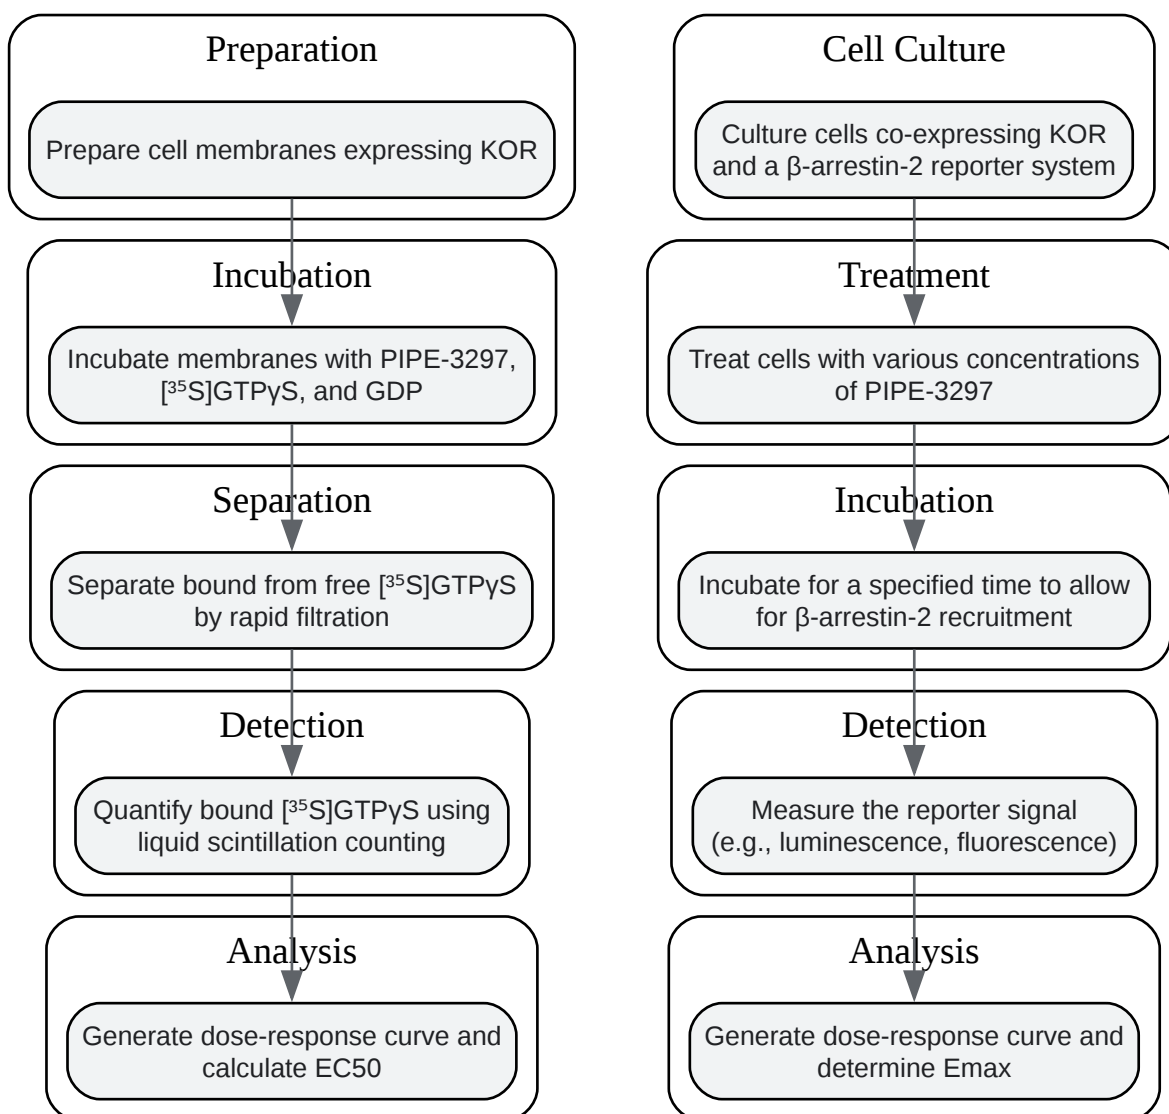 Preparation
Prepare cell membranes expressing KOR
Incubation
Incubate membranes with PIPE-3297,
[³⁵S]GTPγS, and GDP
Separation
Separate bound from free [³⁵S]GTPγS
by rapid filtration
Detection
Quantify bound [³⁵S]GTPγS using
liquid scintillation counting
Analysis
Generate dose-response curve and
calculate EC50
Cell Culture
Culture cells co-expressing KOR
and a β-arrestin-2 reporter system
Treatment
Treat cells with various concentrations
of PIPE-3297
Incubation
Incubate for a specified time to allow
for β-arrestin-2 recruitment
Detection
Measure the reporter signal
(e.g., luminescence, fluorescence)
Analysis
Generate dose-response curve and
determine Emax